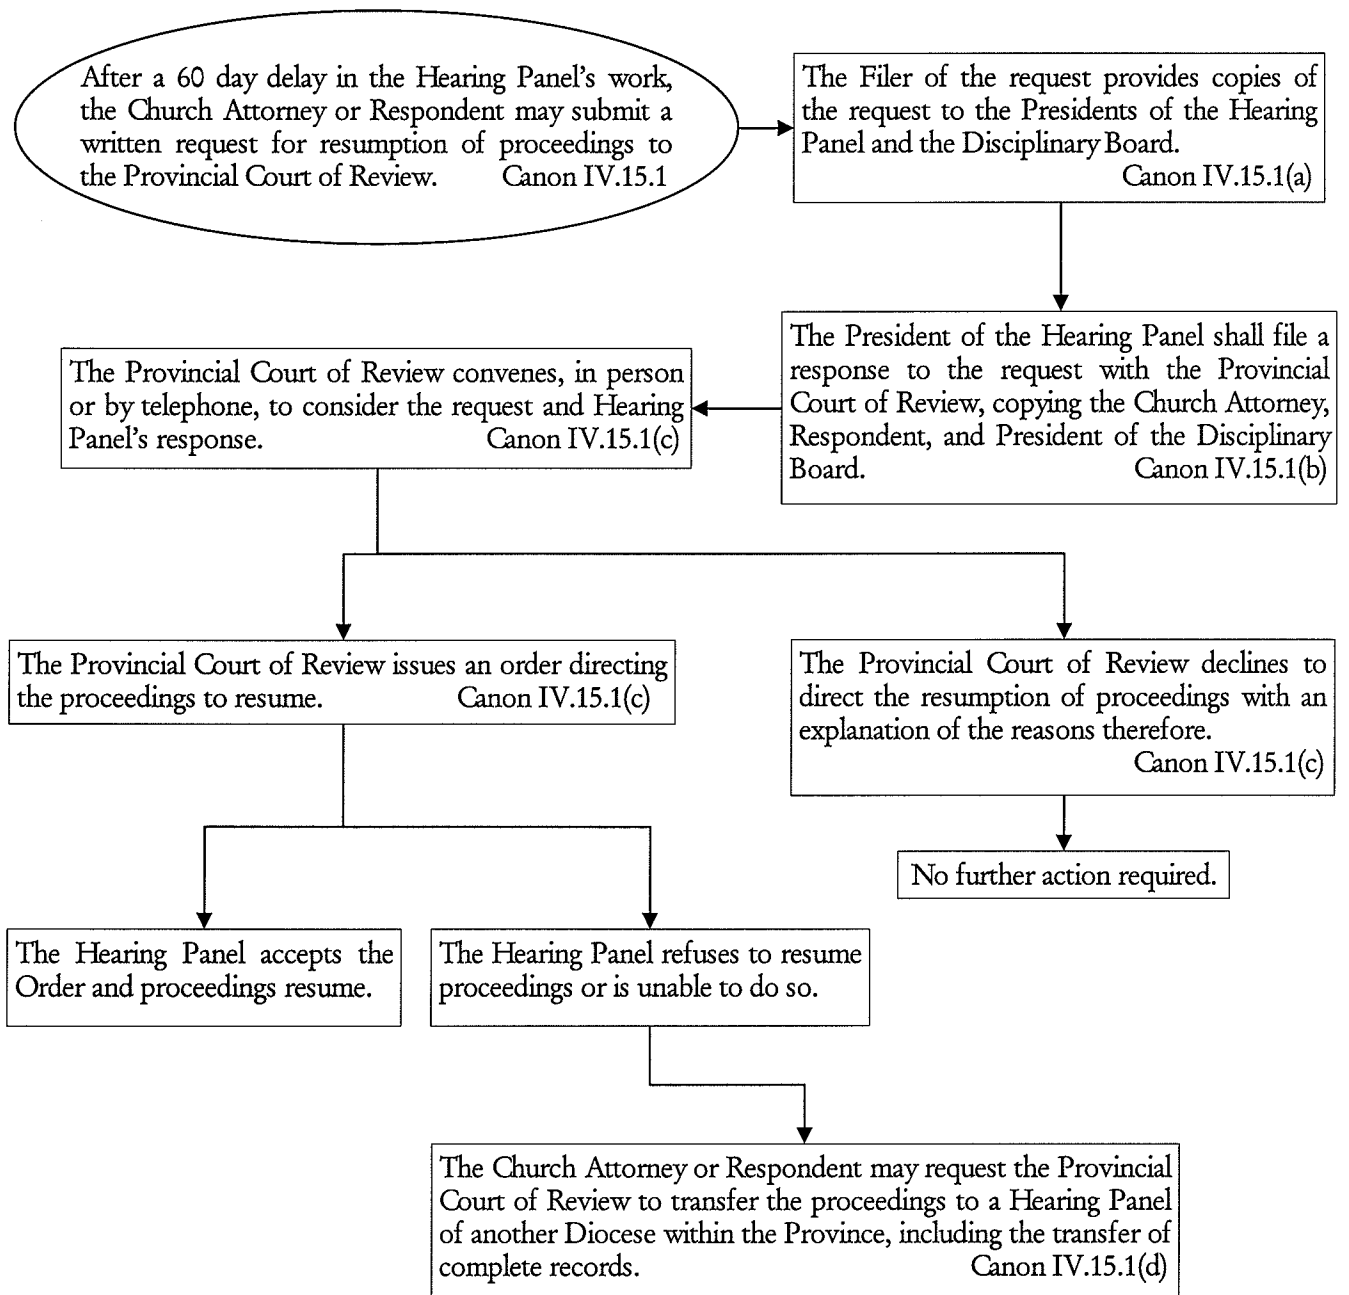 After a 60 day delay in the Hearing Panel's work,
the Church Attorney or Respondent may submit a
written request for resumption of proceedings to
the Provincial Court of Review. Canon IV.15.1
The Filer of the request provides copies of
the request to the Presidents of the Hearing
Panel and the Disciplinary Board.
Canon IV.15.1(a)
The President of the Hearing Panel shall file a
response to the request with the Provincial
Court of Review, copying the Church Attorney,
Respondent, and President of the Disciplinary
Board. Canon IV.15.1(b)
The Provincial Court of Review convenes, in person
or by telephone, to consider the request and Hearing
Panel's response. Canon IV.15.1(c)
The Provincial Court of Review issues an order directing
the proceedings to resume. Canon IV.15.1(c)
The Provincial Court of Review declines to
direct the resumption of proceedings with an
explanation of the reasons therefore.
Canon IV.15.1(c)
No further action required.
The Hearing Panel accepts the
Order and proceedings resume.
The Hearing Panel refuses to resume
proceedings or is unable to do so.
The Church Attorney or Respondent may request the Provincial
Court of Review to transfer the proceedings to a Hearing Panel
of another Diocese within the Province, including the transfer of
complete records. Canon IV.15.1(d)